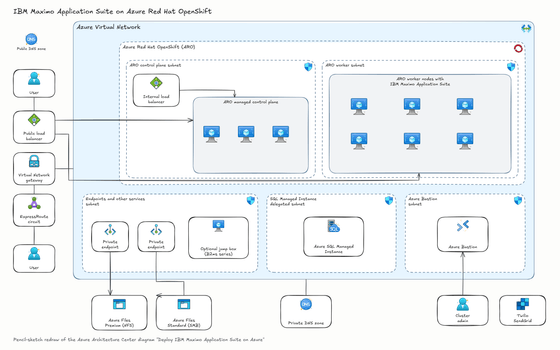 IBM Maximo Application Suite on Azure Red Hat OpenShift
Azure Virtual Network
Public DNS zone
Azure Red Hat OpenShift (ARO)
ARO control plane subnet
ARO worker subnet
User
Internal load
balancer
ARO worker nodes with
IBM Maximo Application Suite
ARO managed control plane
Public load
balancer
Virtual Network
gateway
Endpoints and other services
subnet
SQL Managed Instance
delegated subnet
Azure Bastion
subnet
ExpressRoute
circuit
Private
endpoint
Private
endpoint
Optional jump box
Azure SQL Managed
Instance
Azure Bastion
User
Azure Files
Premium (NFS)
Azure Files
Standard (SMB)
Private DNS zone
Cluster
admin
Twilio
SendGrid
Pencil-sketch redraw of the Azure Architecture Center diagram "Deploy IBM Maximo Application Suite on Azure"